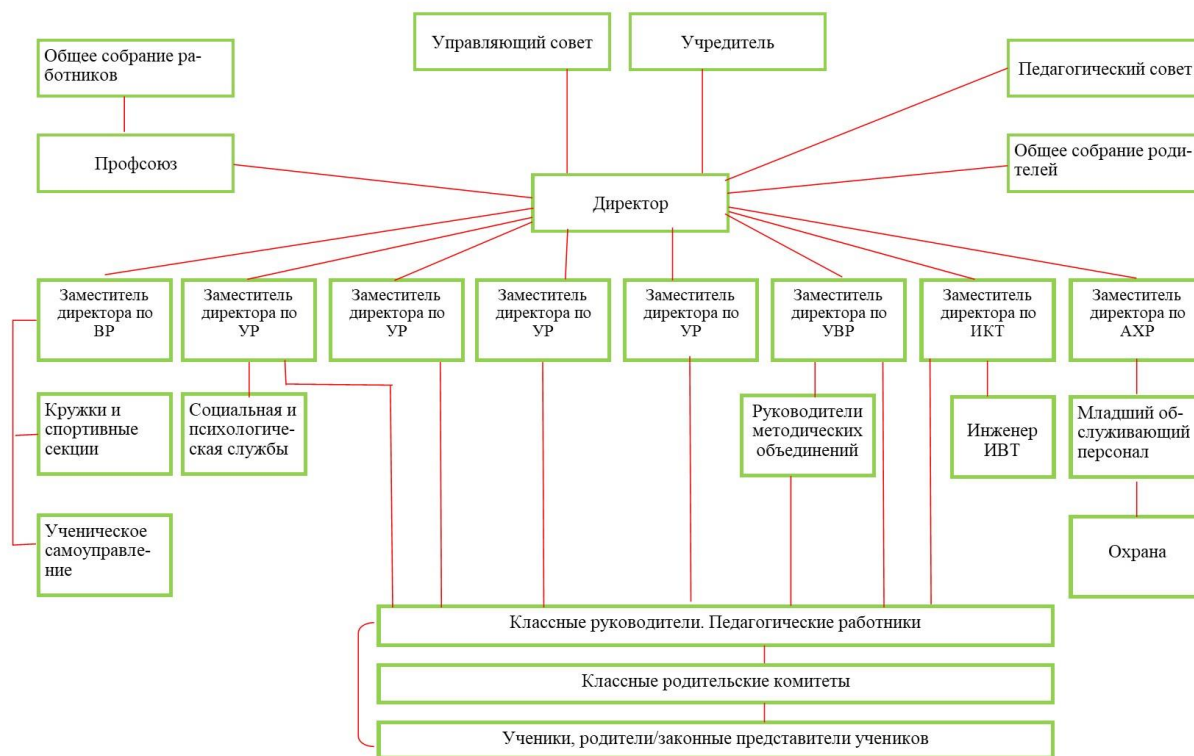 Управляющий совет
Учредитель
Общее собрание ра-
ботников
Педагогический совет
Профсоюз
Общее собрание роди-
телей
Директор
Заместитель
директора по
ВР
Заместитель
директора по
УР
Заместитель
директора по
УР
Заместитель
директора по
УР
Заместитель
директора по
УР
Заместитель
директора по
УВР
Заместитель
директора по
ИКТ
Заместитель
директора по
АХР
Кружки и
спортивные
секции
Социальная и
психологиче-
ская службы
Руководители
методических
объединений
Инженер
ИВТ
Младший об-
служивающий
персонал
Ученическое
самоуправле-
ние
Охрана
Классные руководители. Педагогические работники
Классные родительские комитеты
Ученики, родители/законные представители учеников